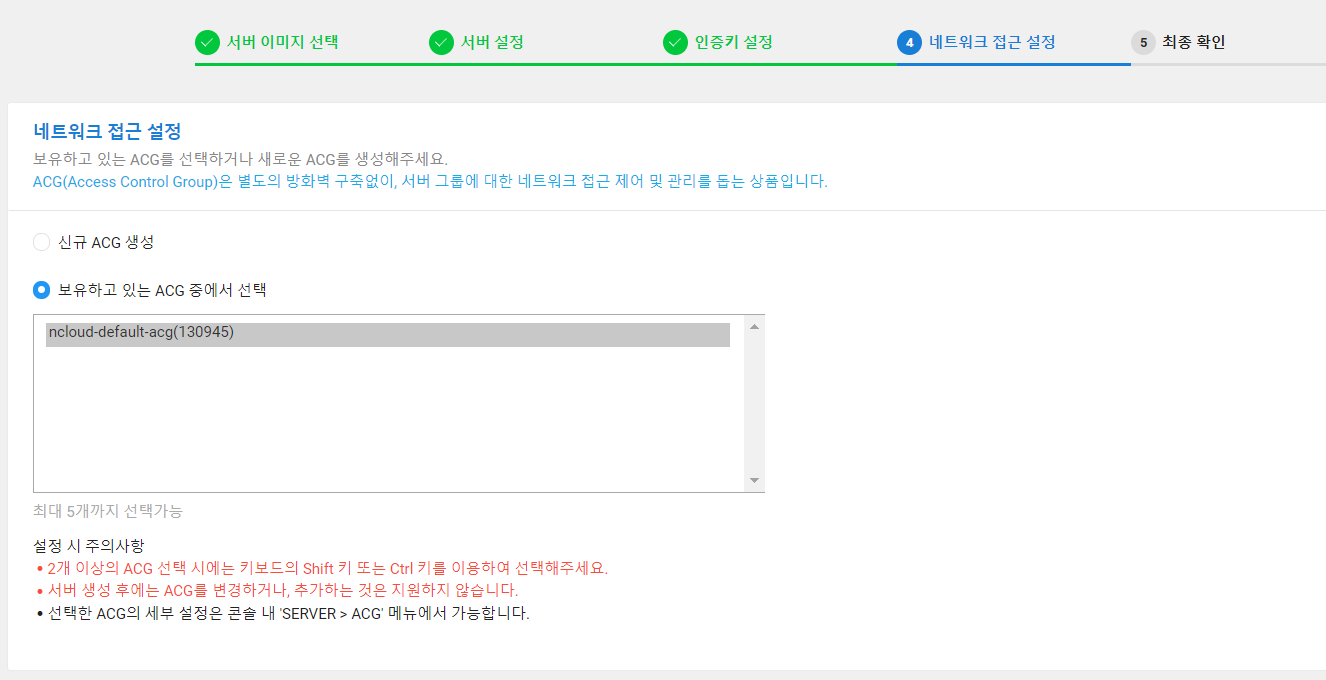 서버 이미지 선택
서버 설정
인증키 설정
4 네트워크 접근 설정
5 최종 확인
네트워크 접근 설정
보유하고 있는 ACG를 선택하거나 새로운 ACG를 생성해주세요.
ACG(Access Control Group)은 별도의 방화벽 구축없이, 서버 그룹에 대한 네트워크 접근 제어 및 관리를 돕는 상품입니다.
신규 ACG 생성
보유하고 있는 ACG 중에서 선택
ncloud-default-acg(130945)
최대 5개까지 선택가능
설정 시 주의사항
• 2개 이상의 ACG 선택 시에는 키보드의 Shift 키 또는 Ctrl 키를 이용하여 선택해주세요.
• 서버 생성 후에는 ACG를 변경하거나, 추가하는 것은 지원하지 않습니다.
• 선택한 ACG의 세부 설정은 콘솔 내 'SERVER > ACG' 메뉴에서 가능합니다.